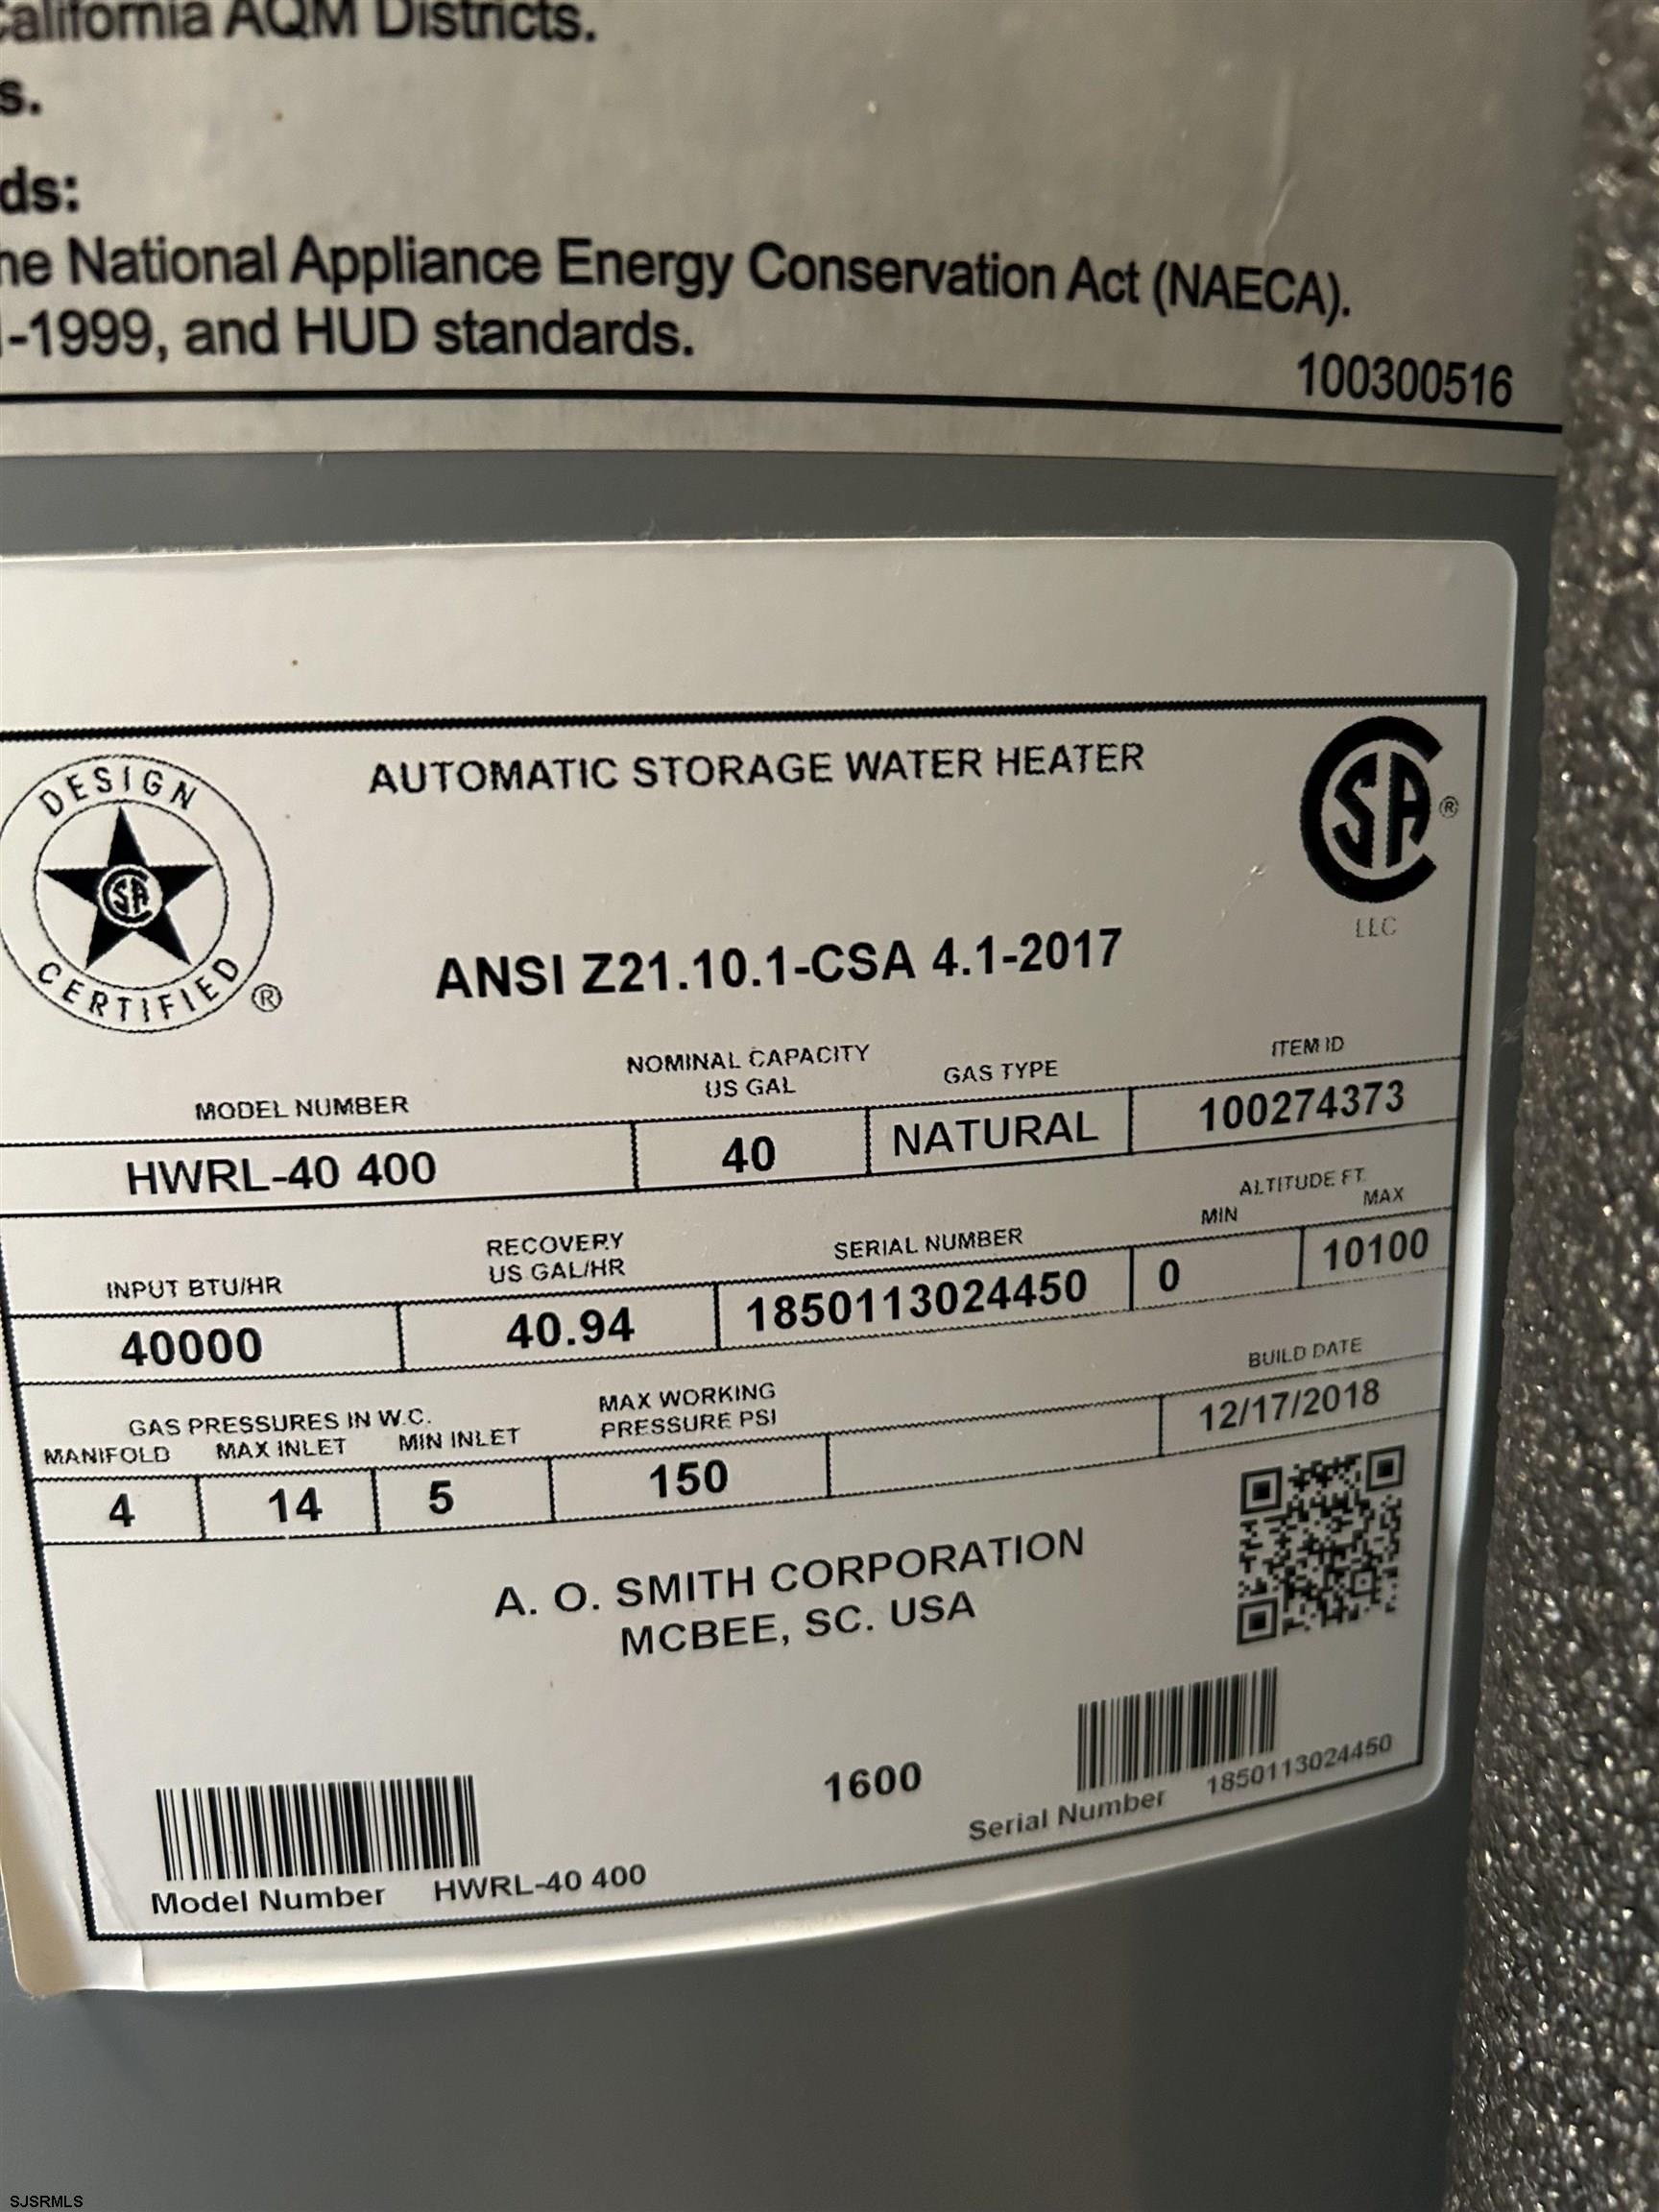 California AQM Districts.
s.
ds:
he National Appliance Energy Conservation Act (NAECA).
-1999, and HUD standards.
100300516
DESIGN CERTIFIED ®
SA
AUTOMATIC STORAGE WATER HEATER
CSA ®
LLC
ANSI Z21.10.1-CSA 4.1-2017
MODEL NUMBER NOMINAL CAPACITY US GAL GAS TYPE ITEM ID
HWRL-40 400 40 NATURAL 100274373
INPUT BTU/HR RECOVERY US GAL/HR SERIAL NUMBER ALTITUDE FT. MIN MAX
40000 40.94 1850113024450 0 10100
GAS PRESSURES IN W.C. MAX WORKING PRESSURE PSI BUILD DATE
MANIFOLD MAX INLET MIN INLET
4 14 5 150 12/17/2018
A. O. SMITH CORPORATION
MCBEE, SC. USA
1600
Model Number HWRL-40 400
Serial Number 1850113024450
SJSRMLS